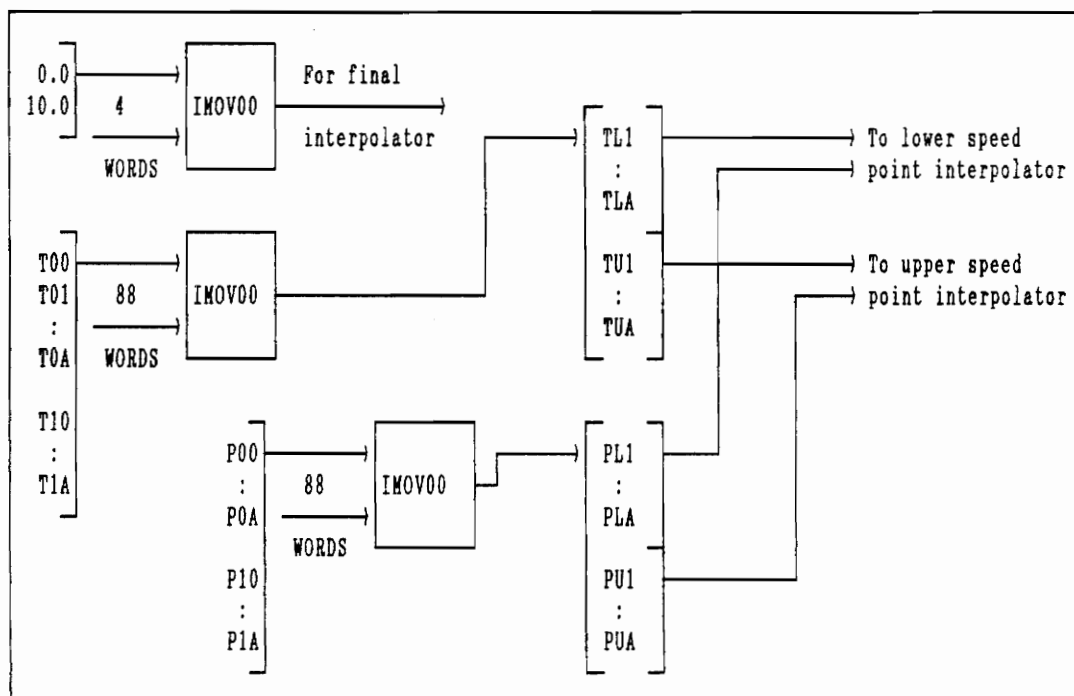 0.0
10.0
4
WORDS
IMOV00
For final
interpolator
T00
T01
:
T0A
T10
:
T1A
88
WORDS
IMOV00
TL1
:
TLA
TU1
:
TUA
To lower speed
point interpolator
To upper speed
point interpolator
P00
:
P0A
P10
:
P1A
88
WORDS
IMOV00
PL1
:
PLA
PU1
:
PUA